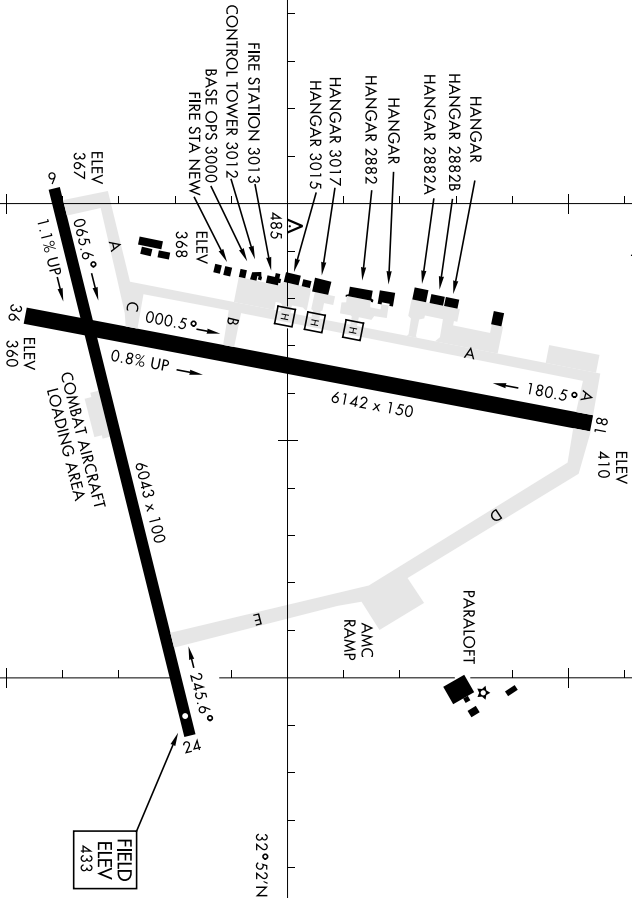 HANGAR
HANGAR 2882B
HANGAR 2882A
HANGAR
HANGAR 2882
HANGAR 3017
HANGAR 3015
FIRE STATION 3013
CONTROL TOWER 3012
BASE OPS 3000
FIRE STA NEW
ELEV
410
18
180.5°
A
A
6142 x 150
D
H
H
H
485
ELEV
368
B
000.5°
0.8% UP
C
A
ELEV
367
6
065.6°
1.1% UP
36
ELEV
360
COMBAT AIRCRAFT
LOADING AREA
6043 x 100
E
AMC
RAMP
PARALOFT
245.6°
24
FIELD
ELEV
433
32°52'N